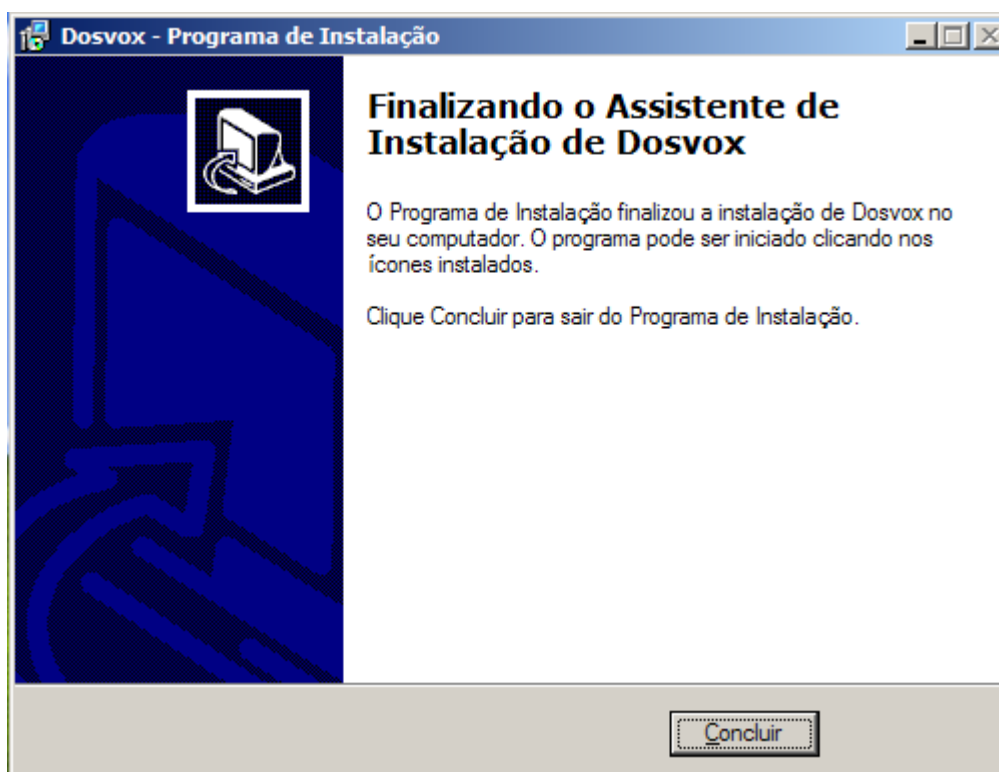 Dosvox - Programa de Instalação
Finalizando o Assistente de
Instalação de Dosvox
O Programa de Instalação finalizou a instalação de Dosvox no
seu computador. O programa pode ser iniciado clicando nos
ícones instalados.
Clique Concluir para sair do Programa de Instalação.
Concluir